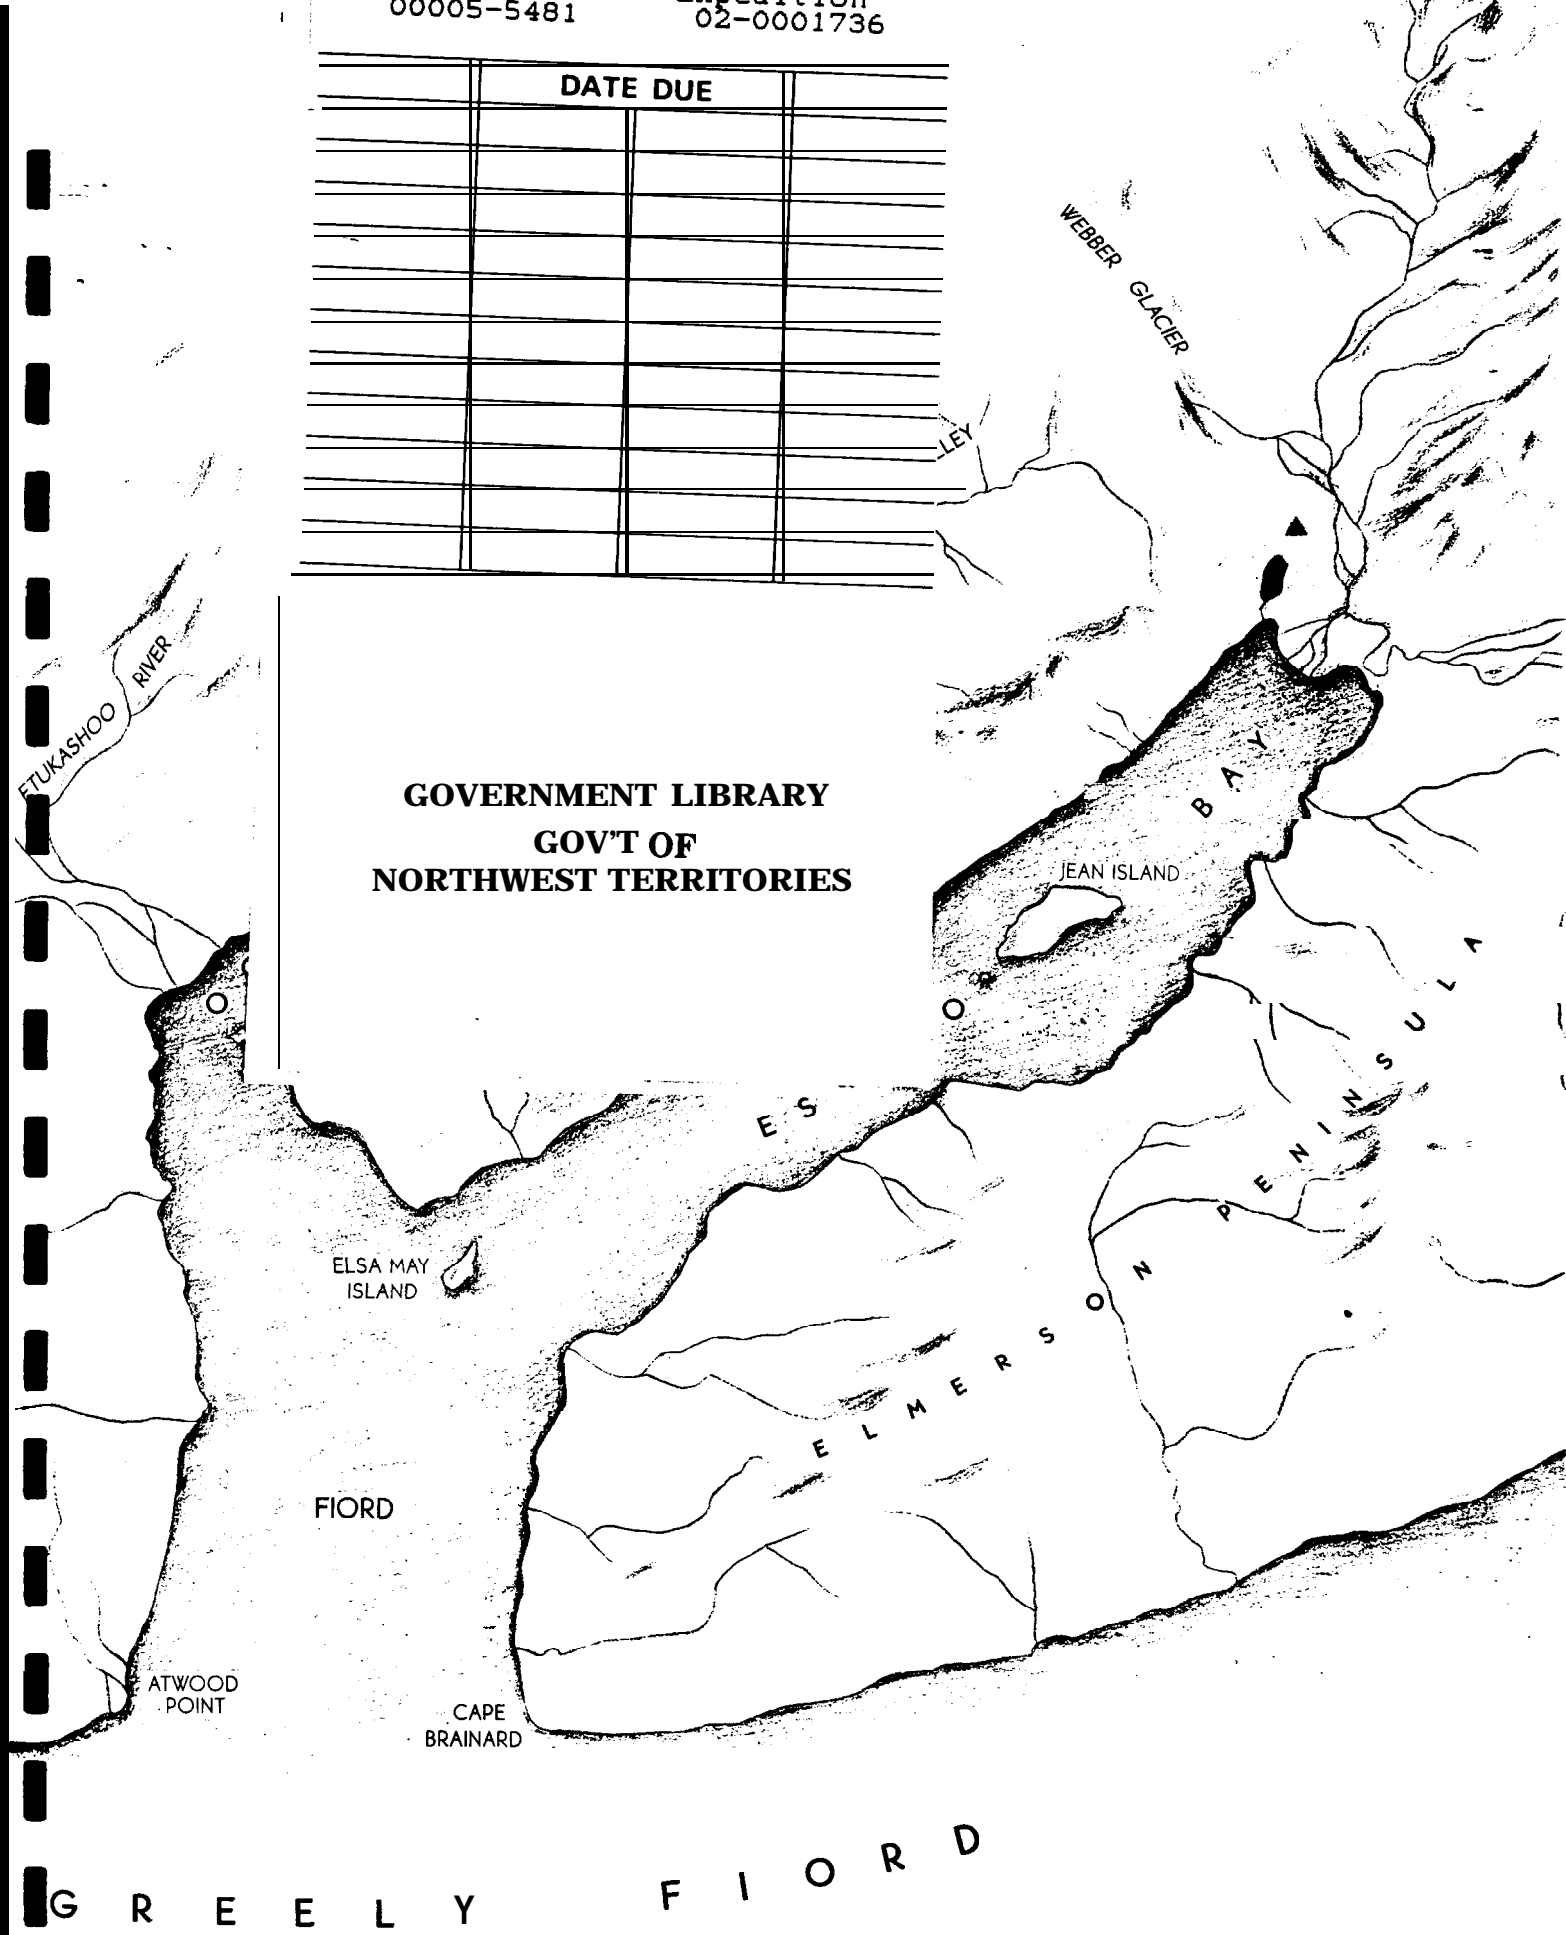 00005-5481
02-0001736
DATE DUE
WEBBER GLACIER
LEY
ETUKASHOO RIVER
GOVERNMENT LIBRARY
GOV'T OF
NORTHWEST TERRITORIES
BAY
JEAN ISLAND
O
O
ES
ELSA MAY
ISLAND
ELMERSON PENINSULA
FIORD
ATWOOD
POINT
CAPE
BRAINARD
GREELY FIORD